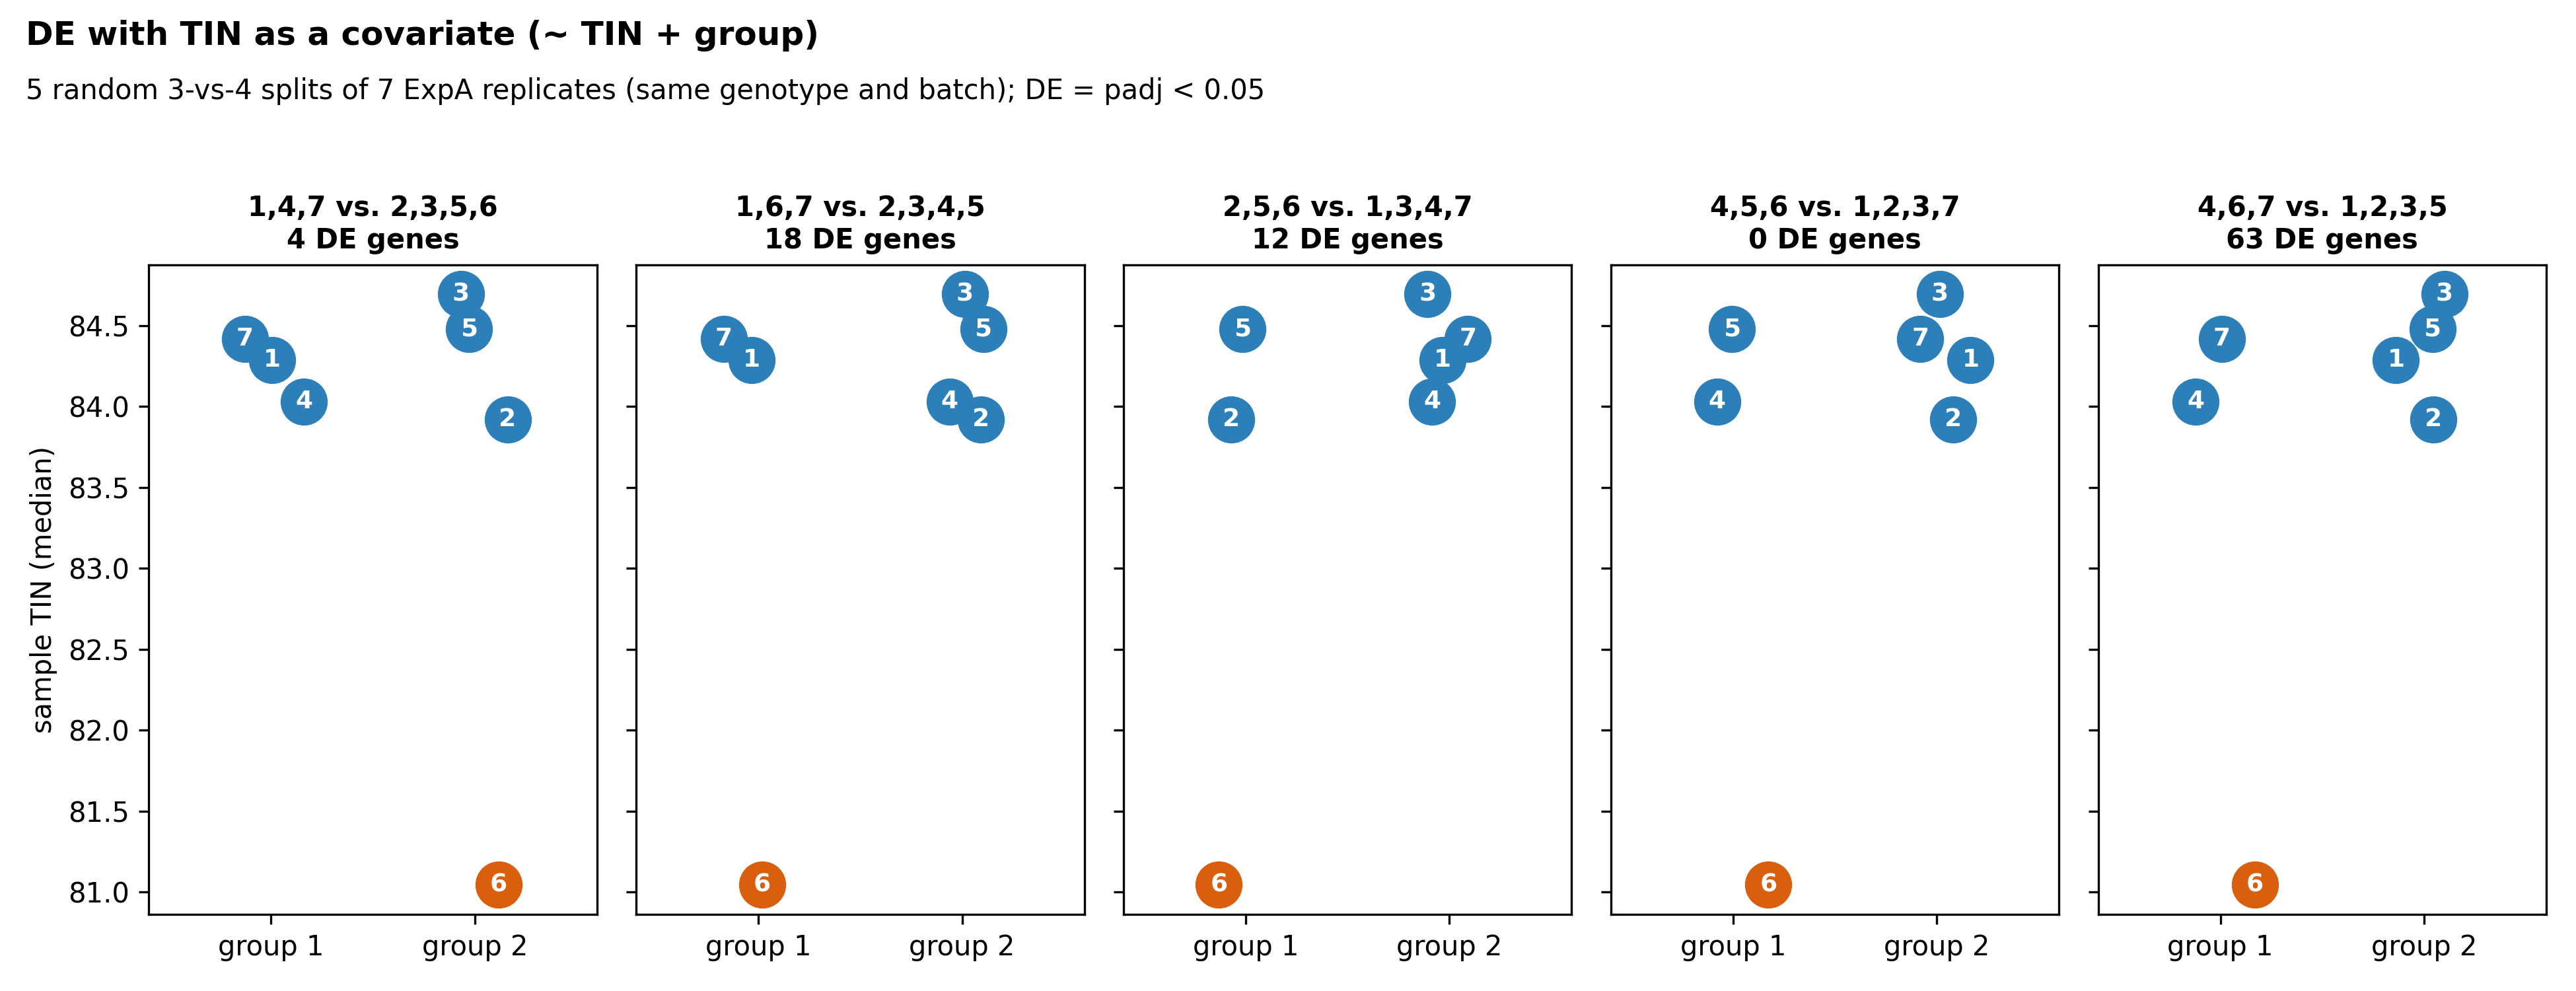 DE with TIN as a covariate (~ TIN + group)
5 random 3-vs-4 splits of 7 ExpA replicates (same genotype and batch); DE = padj < 0.05
1,4,7 vs. 2,3,5,6
4 DE genes
1,6,7 vs. 2,3,4,5
18 DE genes
2,5,6 vs. 1,3,4,7
12 DE genes
4,5,6 vs. 1,2,3,7
0 DE genes
4,6,7 vs. 1,2,3,5
63 DE genes
sample TIN (median)
84.5
84.0
83.5
83.0
82.5
82.0
81.5
81.0
7
1
4
3
5
2
6
group 1
group 2
7
1
6
3
5
4
2
group 1
group 2
5
2
6
3
7
1
4
group 1
group 2
5
4
6
3
7
1
2
group 1
group 2
7
4
6
3
5
1
2
group 1
group 2